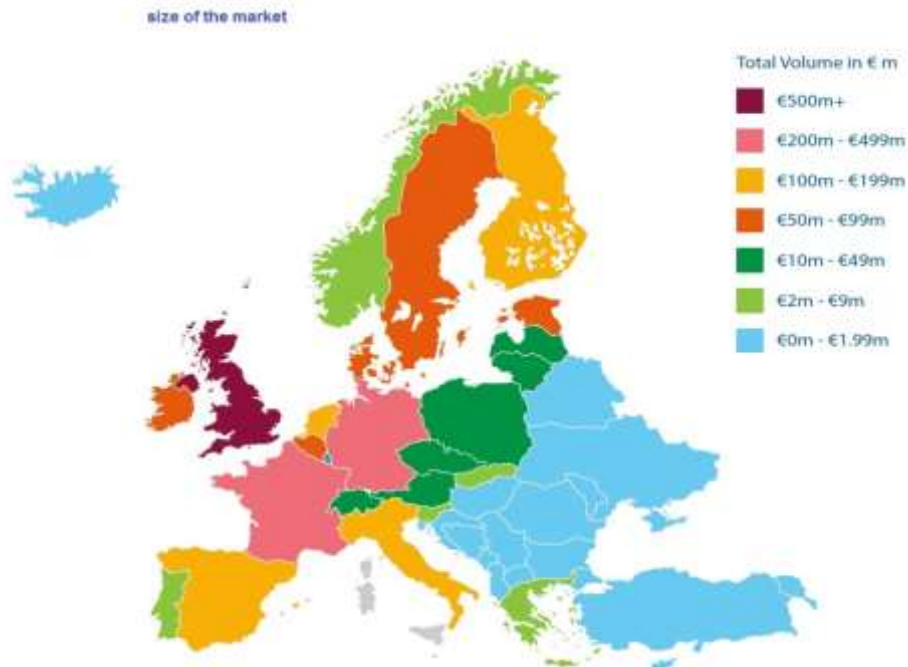 size of the market
Total Volume in € m
€500m+
€200m - €499m
€100m - €199m
€50m - €99m
€10m - €49m
€2m - €9m
€0m - €1.99m